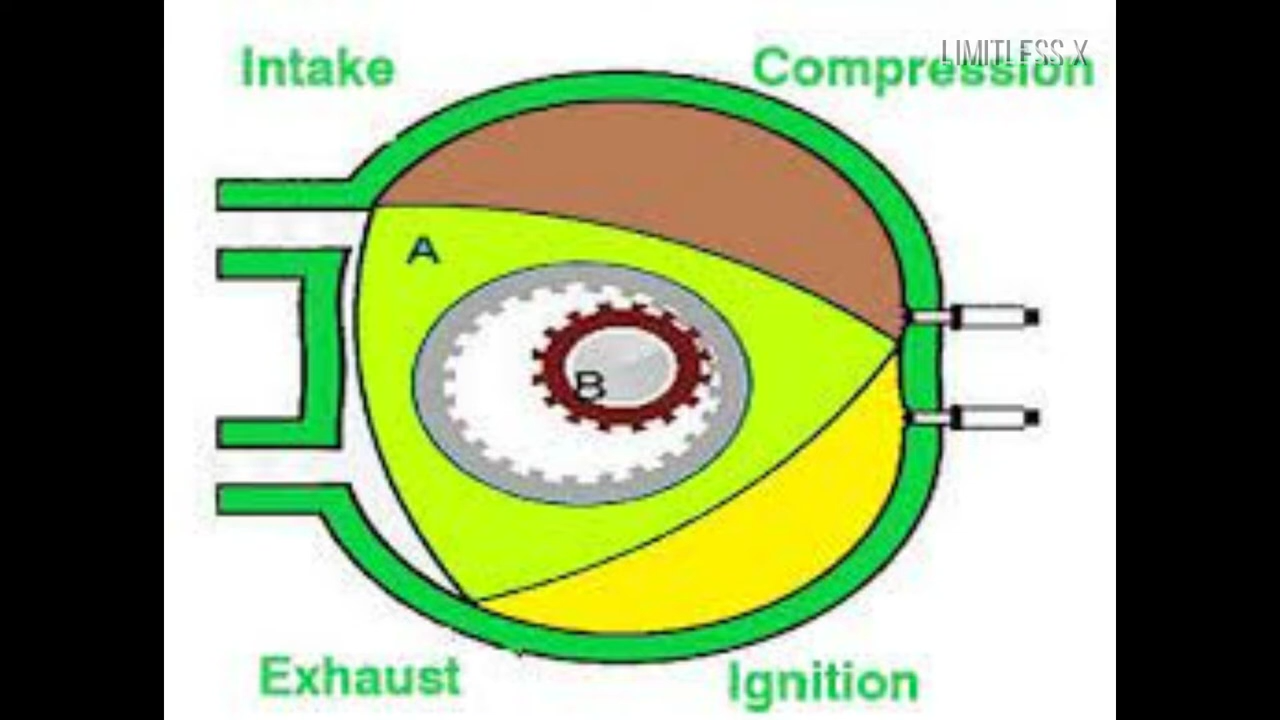 Intake
Compression
LIMITLESS X
A
B
Exhaust
Ignition